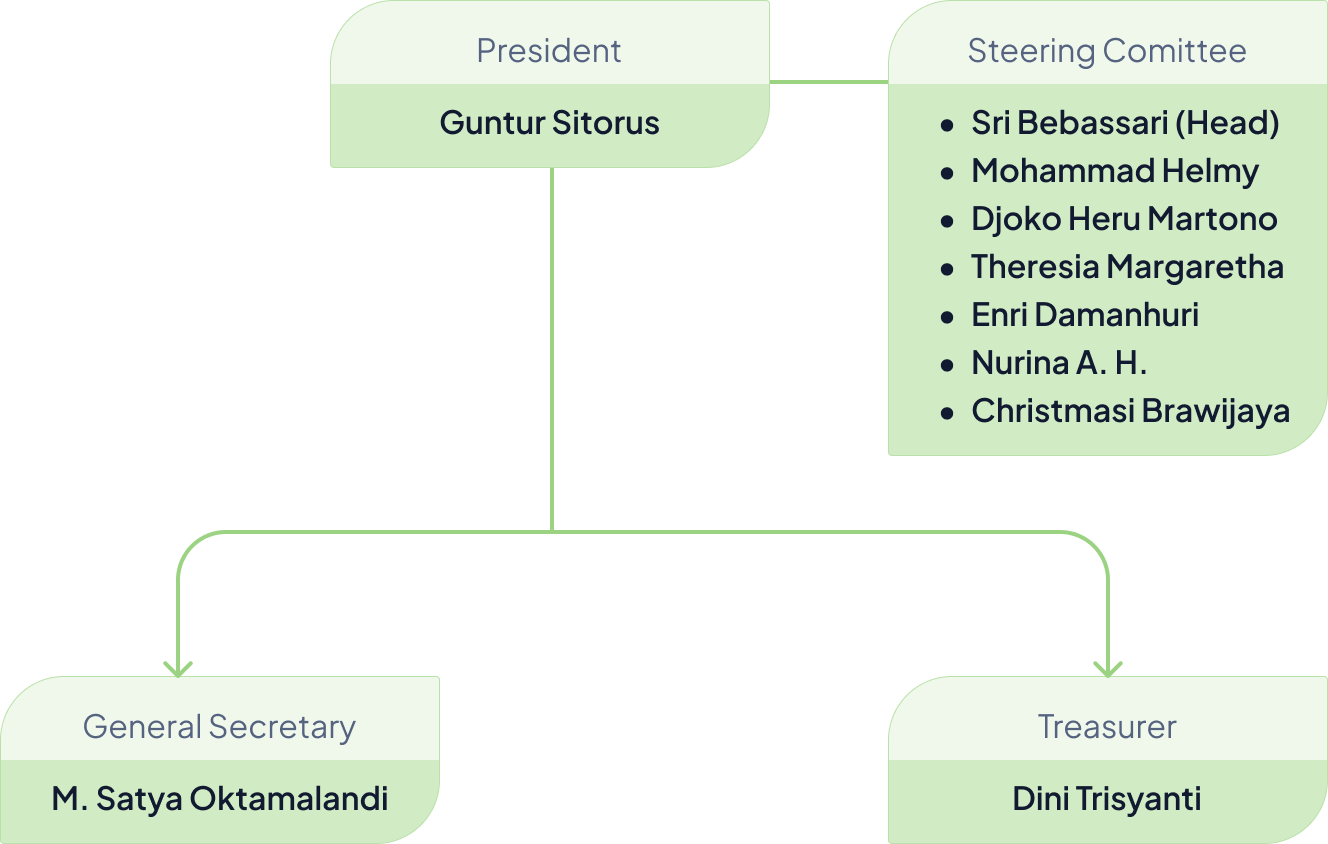 President
Guntur Sitorus
Steering Comittee
• Sri Bebassari (Head)
• Mohammad Helmy
• Djoko Heru Martono
• Theresia Margaretha
• Enri Damanhuri
• Nurina A. H.
• Christmasi Brawijaya
General Secretary
M. Satya Oktamalandi
Treasurer
Dini Trisyanti